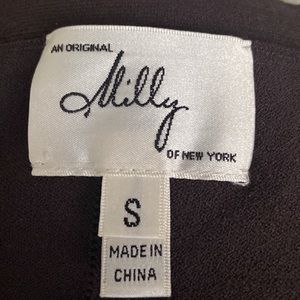 AN ORIGINAL
Milly
OF NEW YORK
S
MADE IN
CHINA